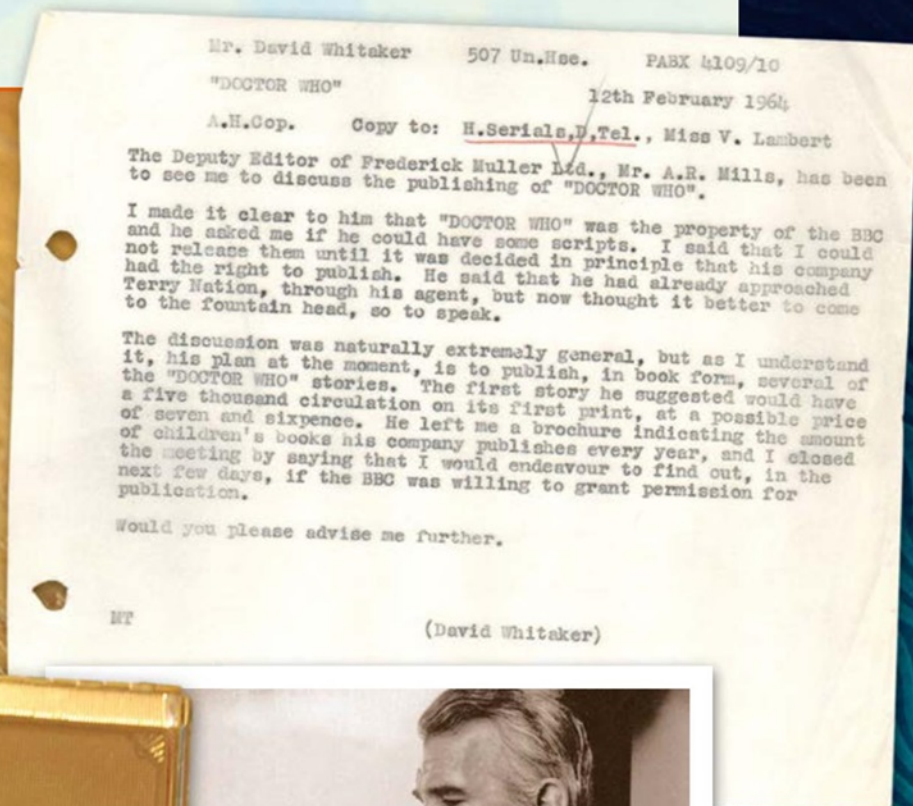 Mr. David Whitaker 507 Un.Hse. PABX 4109/10
"DOCTOR WHO" 12th February 1964
A.H.Cop. Copy to: H.Serials,D,Tel., Miss V. Lambert
The Deputy Editor of Frederick Muller Ltd., Mr. A.R. Mills, has been
to see me to discuss the publishing of "DOCTOR WHO".
I made it clear to him that "DOCTOR WHO" was the property of the BBC
and he asked me if he could have some scripts. I said that I could
not release them until it was decided in principle that his company
had the right to publish. He said that he had already approached
Terry Nation, through his agent, but now thought it better to come
to the fountain head, so to speak.
The discussion was naturally extremely general, but as I understand
it, his plan at the moment, is to publish, in book form, several of
the "DOCTOR WHO" stories. The first story he suggested would have
a five thousand circulation on its first print, at a possible price
of seven and sixpence. He left me a brochure indicating the amount
of children's books his company publishes every year, and I closed
the meeting by saying that I would endeavour to find out, in the
next few days, if the BBC was willing to grant permission for
publication.
Would you please advise me further.
MT
(David Whitaker)